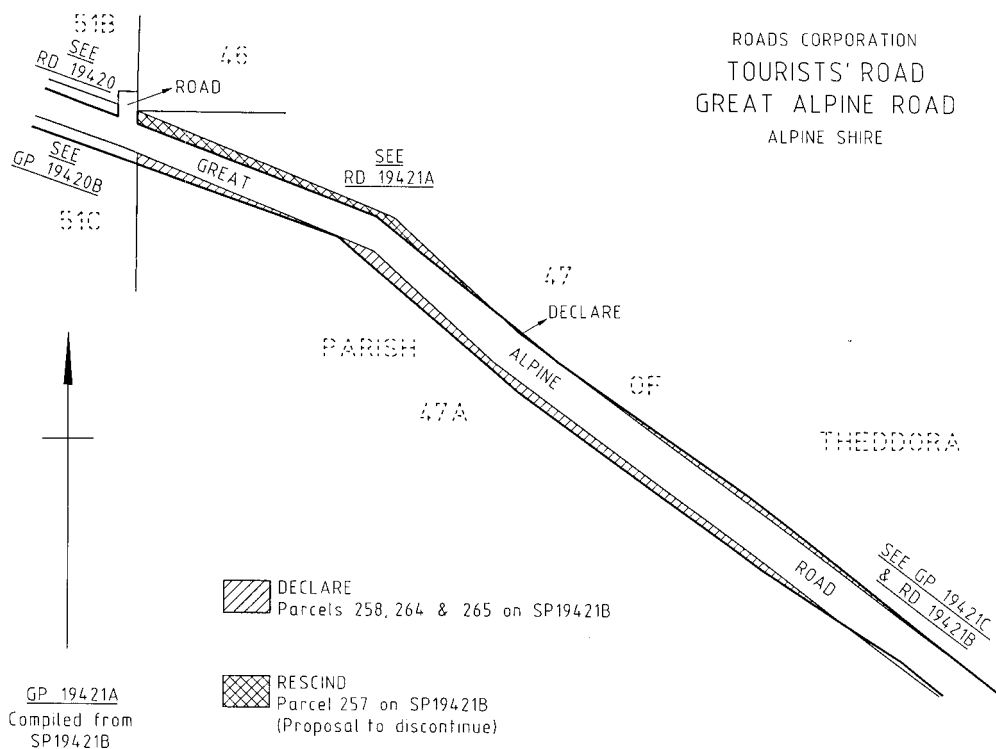 51B
SEE
RD 19420
46
ROAD
ROADS CORPORATION
TOURISTS' ROAD
GREAT ALPINE ROAD
ALPINE SHIRE
SEE
GP 19420B
GREAT
SEE
RD 19421A
51C
47
DECLARE
PARISH
ALPINE
OF
47A
THEDDORA
ROAD
SEE GP 19421C
& RD 19421B
DECLARE
Parcels 258, 264 & 265 on SP19421B
RESCIND
Parcel 257 on SP19421B
(Proposal to discontinue)
GP 19421A
Compiled from
SP19421B